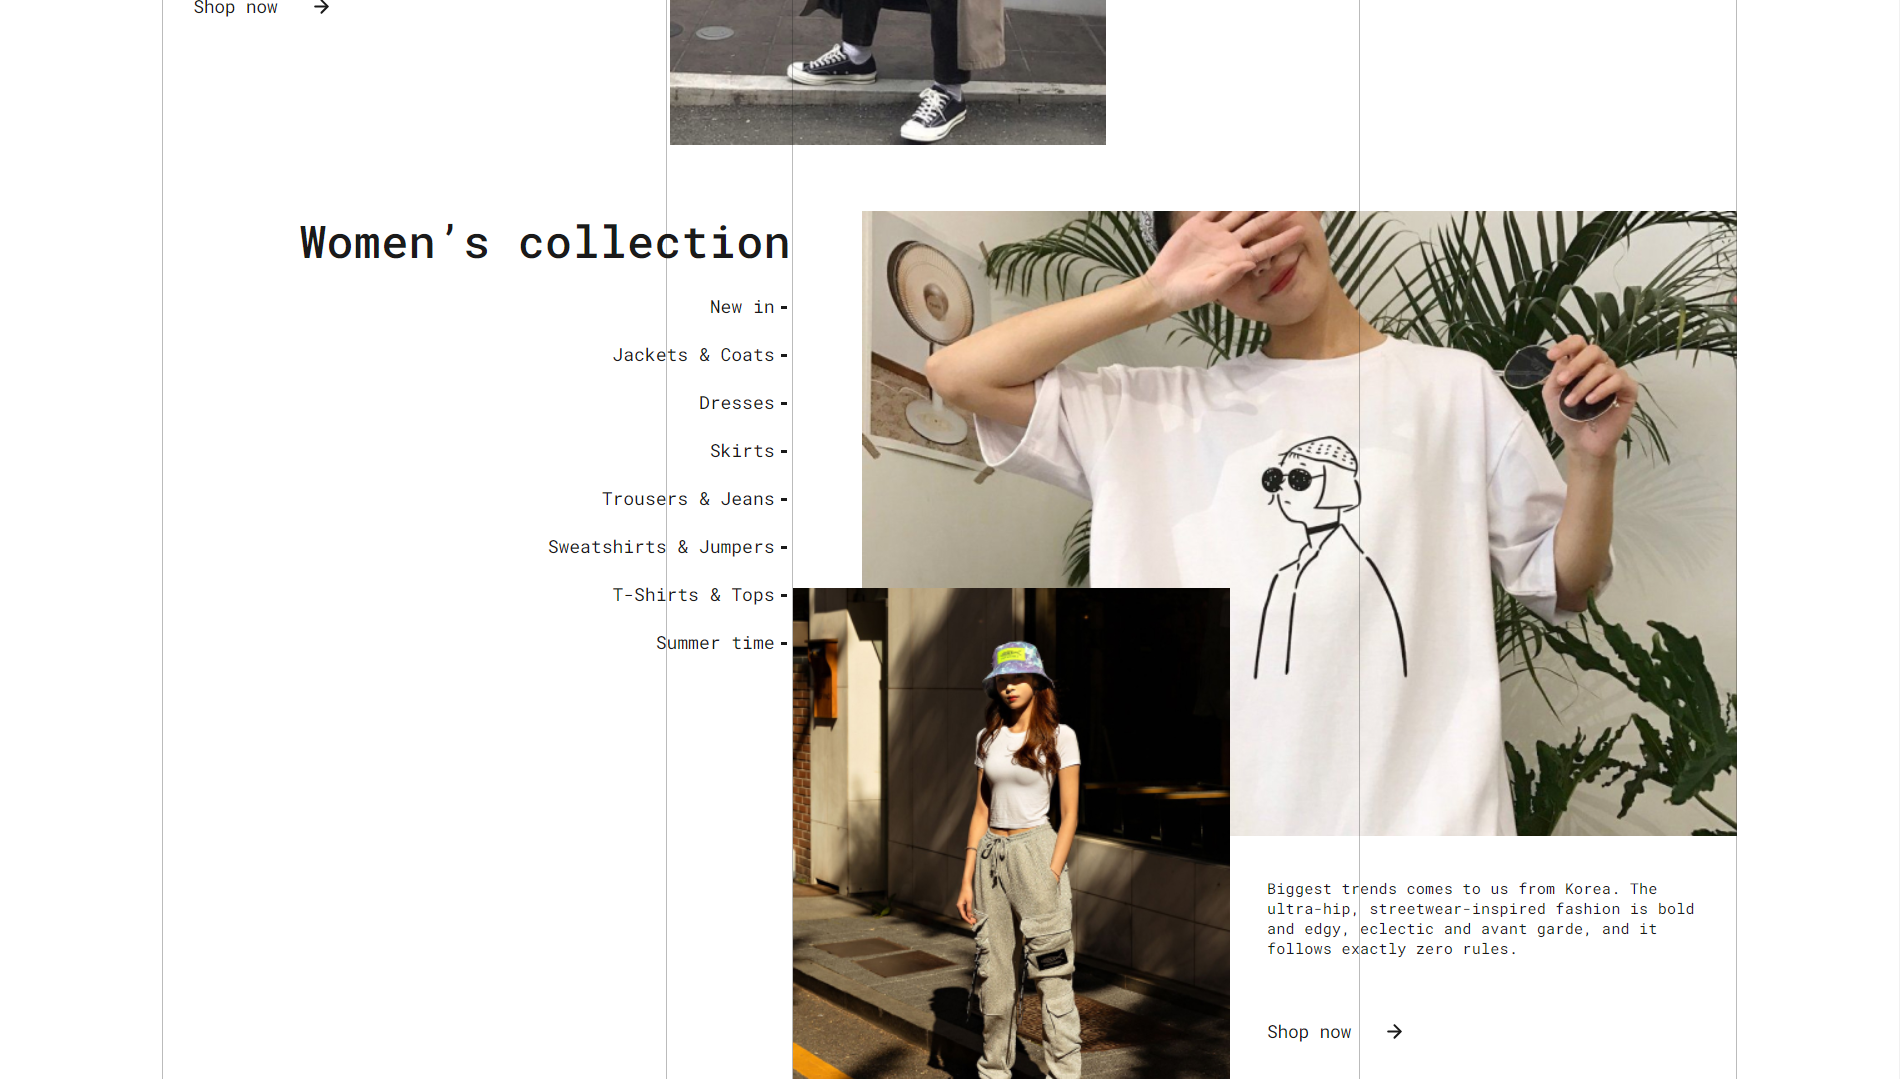 Shop now
Women’s collection
New in
Jackets & Coats
Dresses
Skirts
Trousers & Jeans
Sweatshirts & Jumpers
T-Shirts & Tops
Summer time
Biggest trends comes to us from Korea. The
ultra-hip, streetwear-inspired fashion is bold
and edgy, eclectic and avant garde, and it
follows exactly zero rules.
Shop now